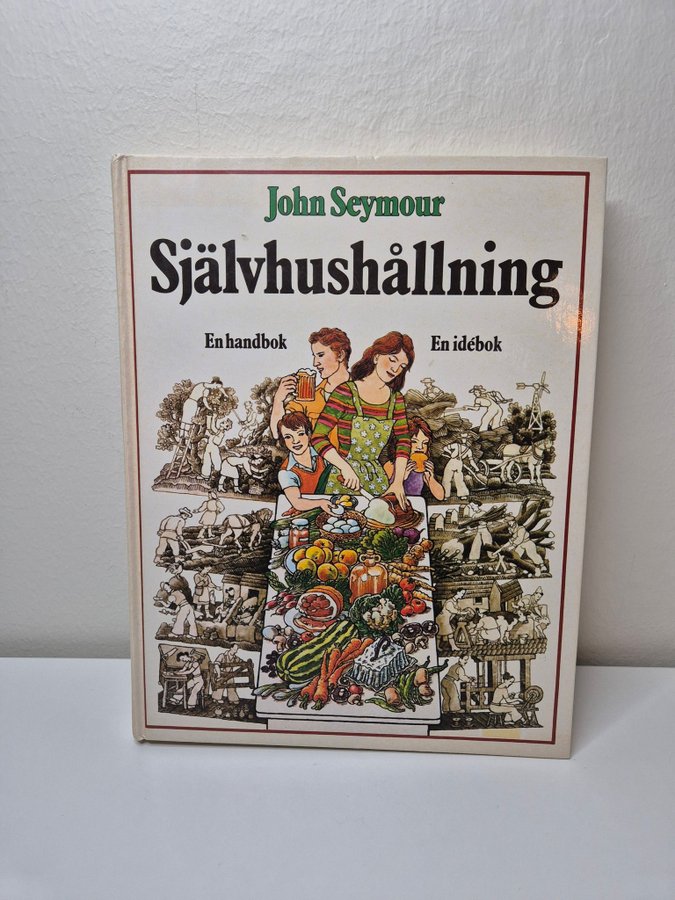 John Seymour
Självhushållning
En handbok
En idébok